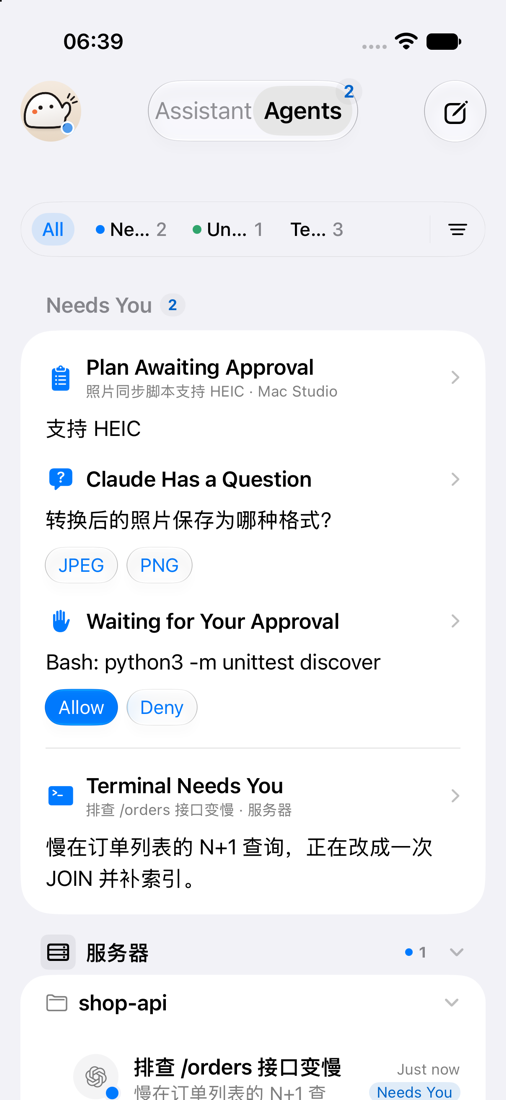 06:39
Assistant Agents 2
All Ne... 2 Un... 1 Te... 3
Needs You 2
Plan Awaiting Approval
照片同步脚本支持 HEIC · Mac Studio
支持 HEIC
Claude Has a Question
转换后的照片保存为哪种格式?
JPEG PNG
Waiting for Your Approval
Bash: python3 -m unittest discover
Allow Deny
Terminal Needs You
排查 /orders 接口变慢 · 服务器
慢在订单列表的 N+1 查询，正在改成一次
JOIN 并补索引。
服务器 1
shop-api
排查 /orders 接口变慢 Just now
慢在订单列表的 N+1 查 Needs You